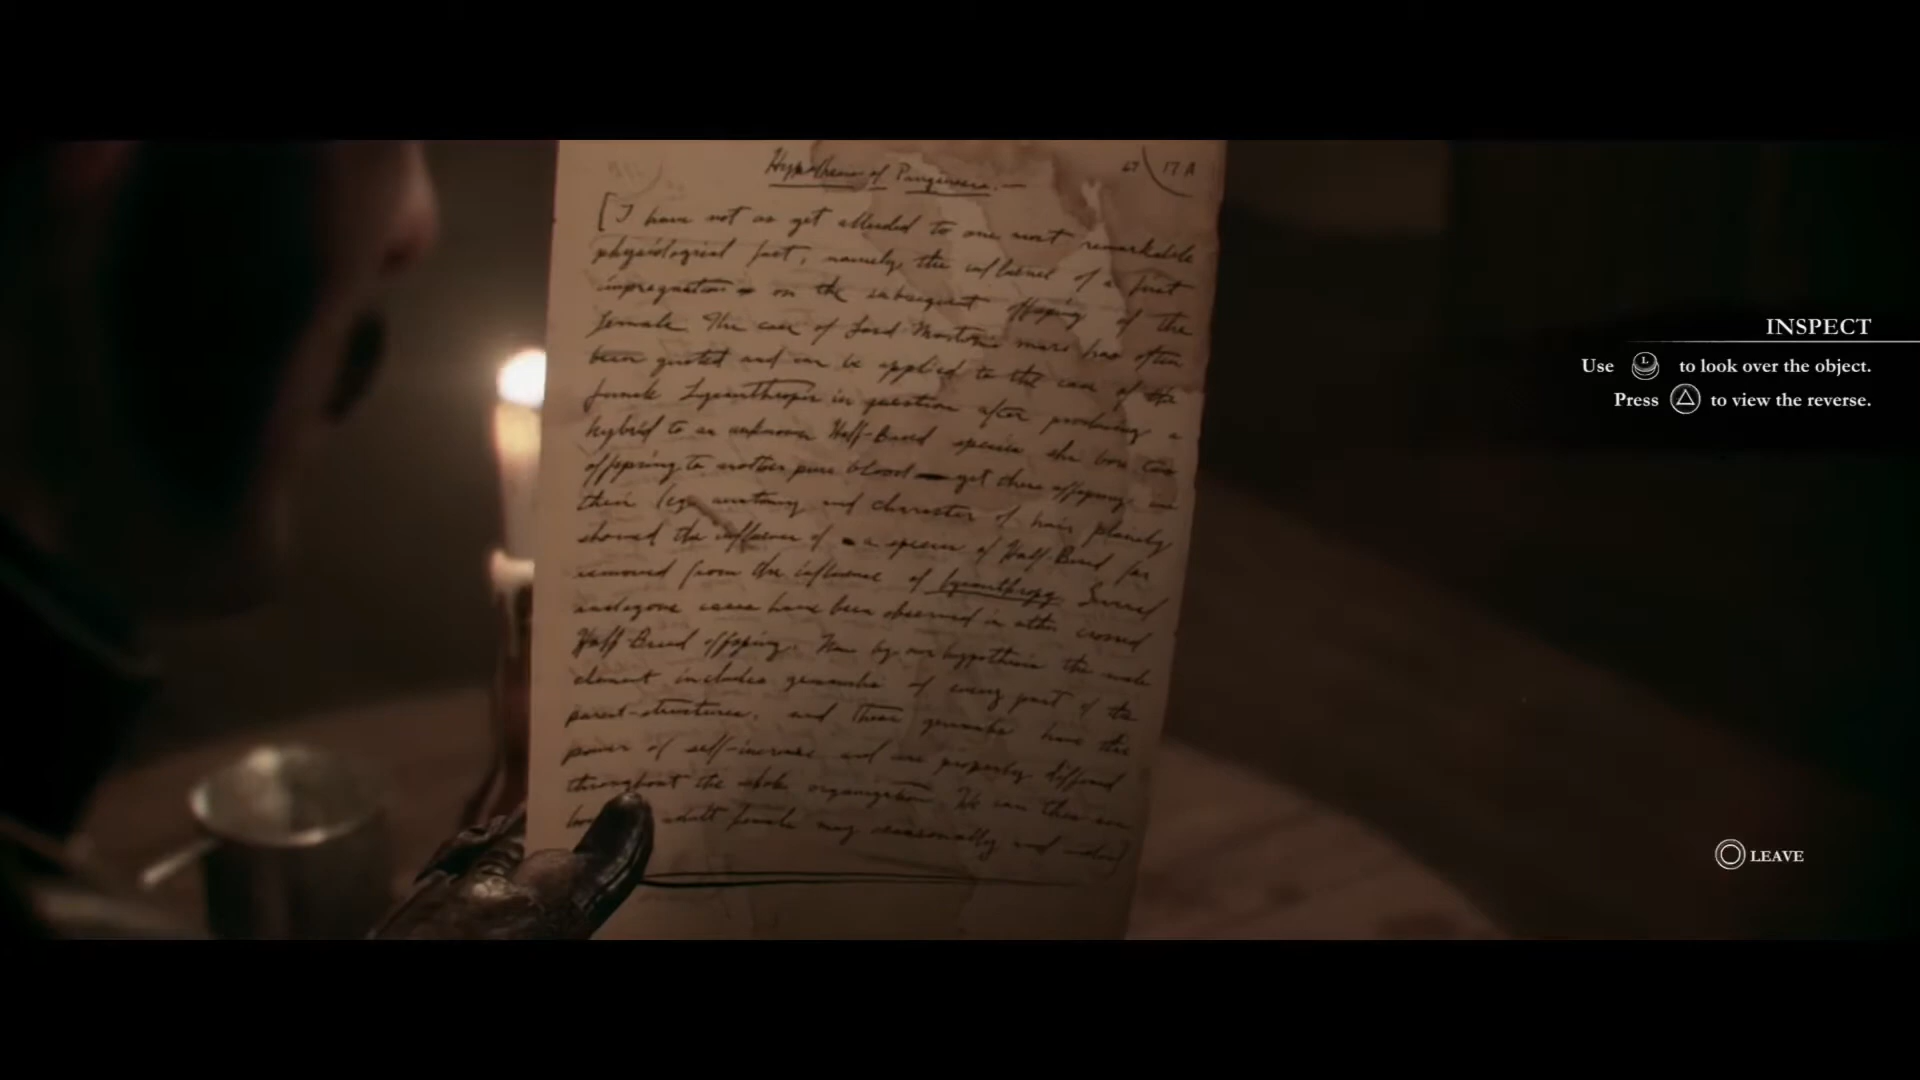 Hypothesis of Pangenesis. —
67 17 A
[I have not as yet alluded to one most remarkable
physiological fact, namely, the influence of a first
impregnation on the subsequent offspring of the
female The case of Lord Morton's mare has often
been quoted and can be applied to the case of the
female Lycanthrope in question after producing a
hybrid to an unknown Half-Breed species she bore two
offspring to another pure blood — yet these offspring in
their leg anatomy and character of hair plainly
showed the influence of a species of Half-Breed far
removed from the influence of lycanthropy Several
analogous cases have been observed in other crossed
Half-Breed offspring. Now by our hypothesis the male
element includes gemmules of every part of the
parent-structures, and these gemmules have the
power of self-increase and are properly diffused
throughout the whole organization. We can then see
adult female may occasionally and indeed]
INSPECT
Use L to look over the object.
Press △ to view the reverse.
LEAVE